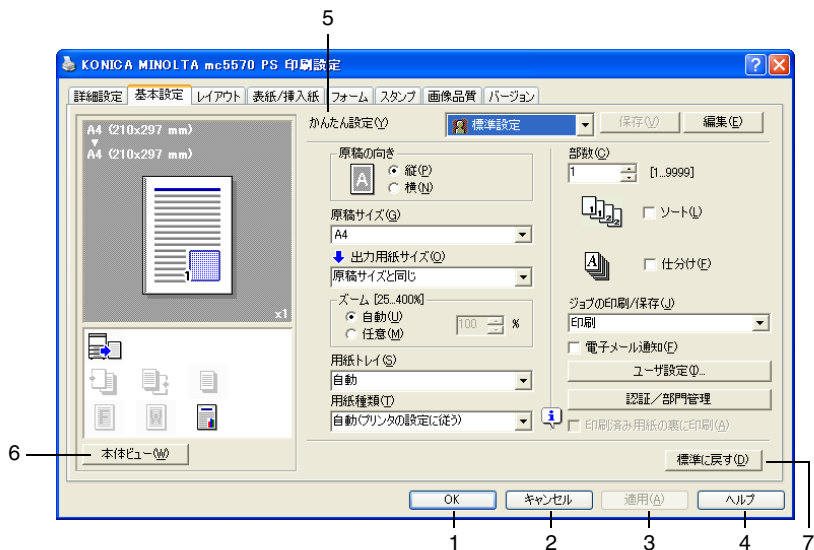 5
KONICA MINOLTA mc5570 PS 印刷設定
詳細設定 基本設定 レイアウト 表紙/挿入紙 フォーム スタンプ 画像品質 バージョン
A4 (210x297 mm)
A4 (210x297 mm)
1
x1
かんたん設定(Y) 標準設定 保存(V) 編集(E)
原稿の向き
A
縦(P)
横(N)
原稿サイズ(G)
A4
出力用紙サイズ(O)
原稿サイズと同じ
ズーム [25...400%]
自動(U)
任意(M)
100 %
用紙トレイ(S)
自動
用紙種類(T)
自動(プリンタの設定に従う)
部数(C)
1 [1...9999]
1 1 2 2 ソート(L)
A 仕分け(F)
ジョブの印刷/保存(J)
印刷
電子メール通知(F)
ユーザ設定(I)...
認証/部門管理
印刷済み用紙の裏に印刷(A)
F W
6
本体ビュー(W)
標準に戻す(D)
OK キャンセル 適用(A) ヘルプ
1 2 3 4 7